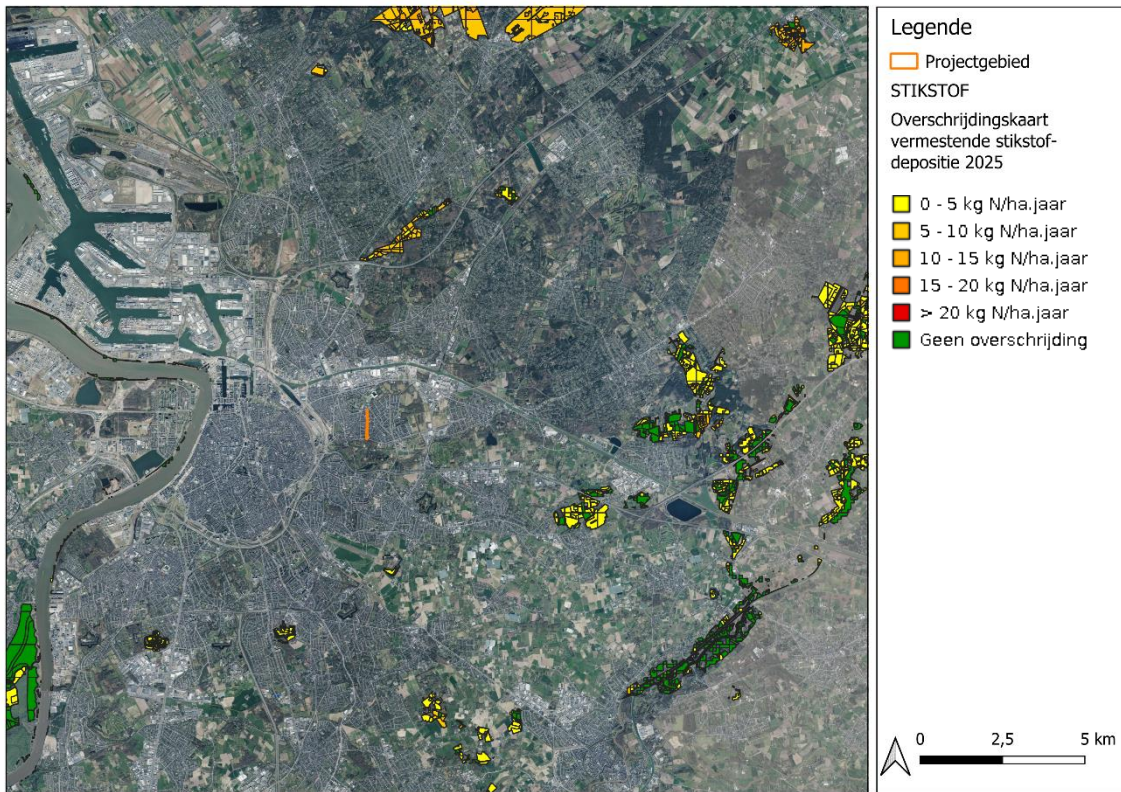 Legende
Projectgebied
STIKSTOF
Overschrijdingskaart
vermestende stikstof-
depositie 2025
0 - 5 kg N/ha.jaar
5 - 10 kg N/ha.jaar
10 - 15 kg N/ha.jaar
15 - 20 kg N/ha.jaar
> 20 kg N/ha.jaar
Geen overschrijding
0 2,5 5 km